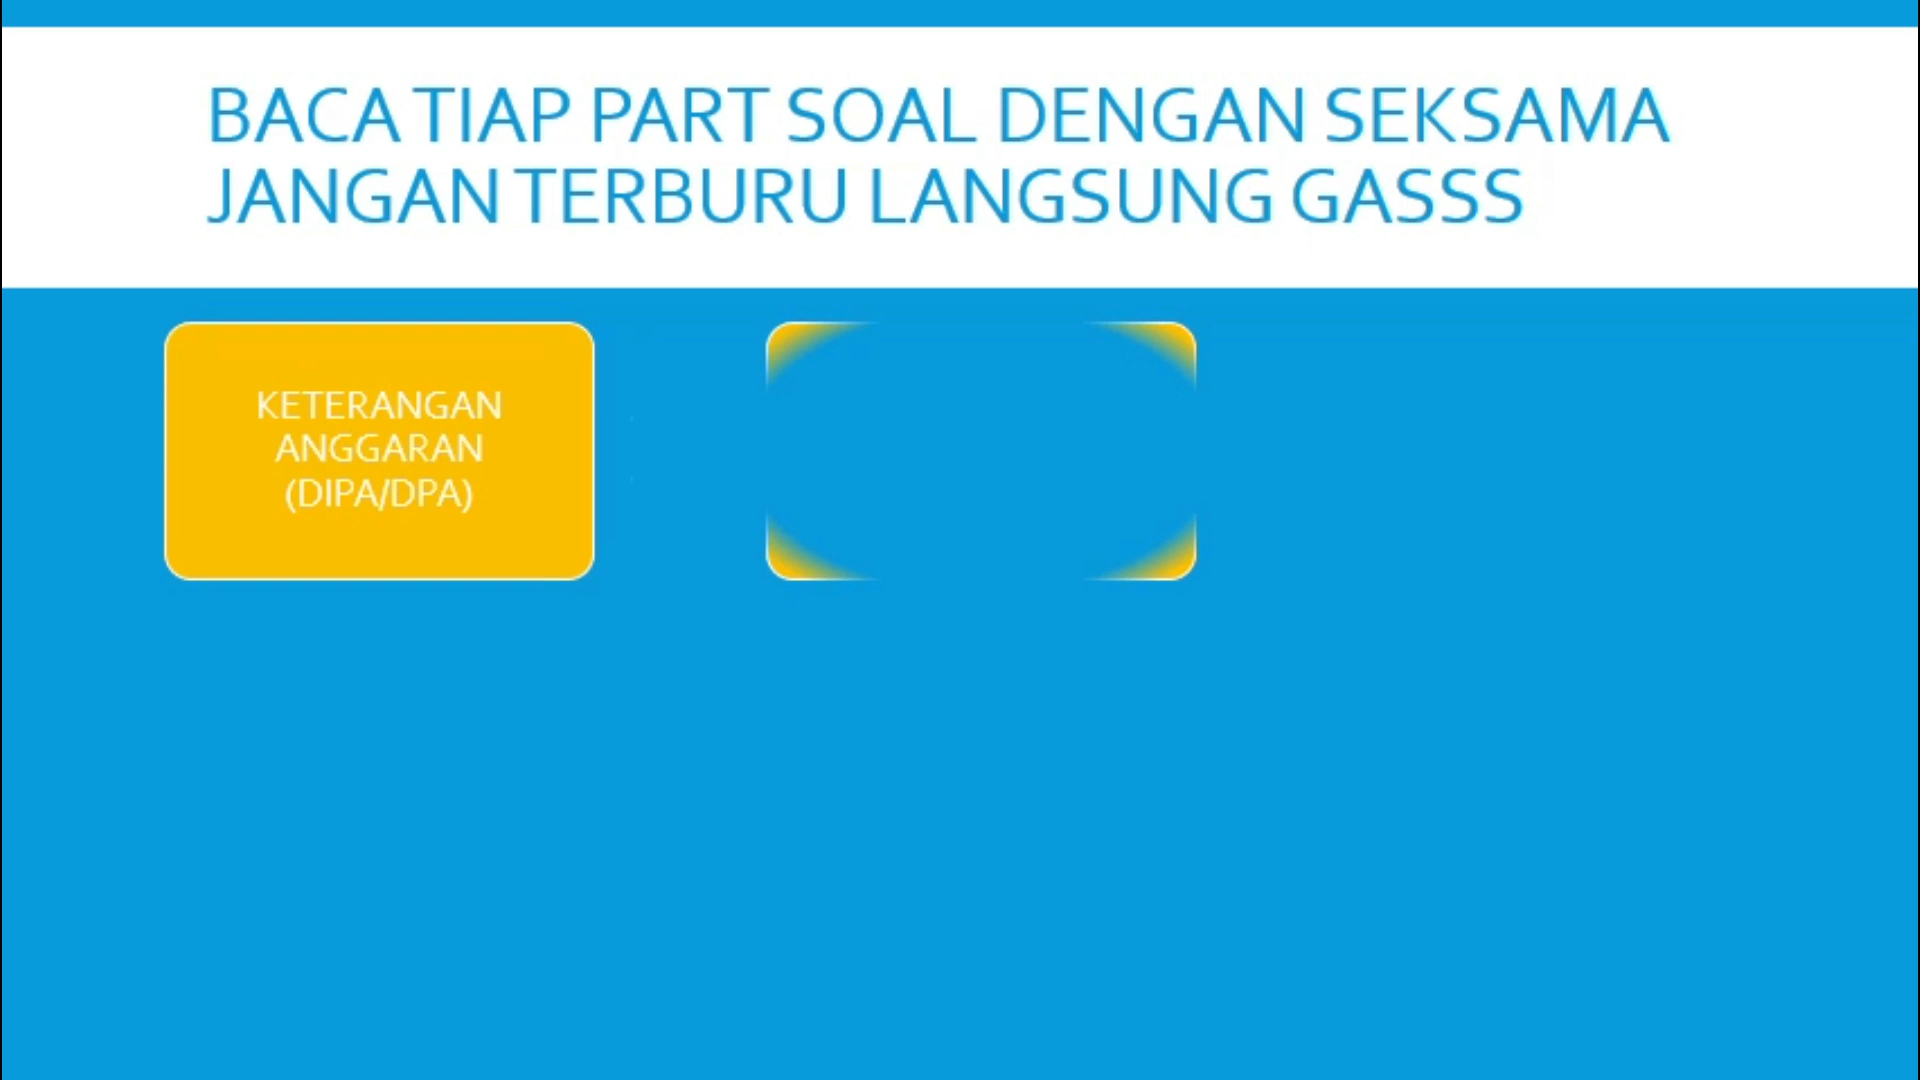 BACA TIAP PART SOAL DENGAN SEKSAMA
JANGAN TERBURU LANGSUNG GASSS
KETERANGAN
ANGGARAN
(DIPA/DPA)